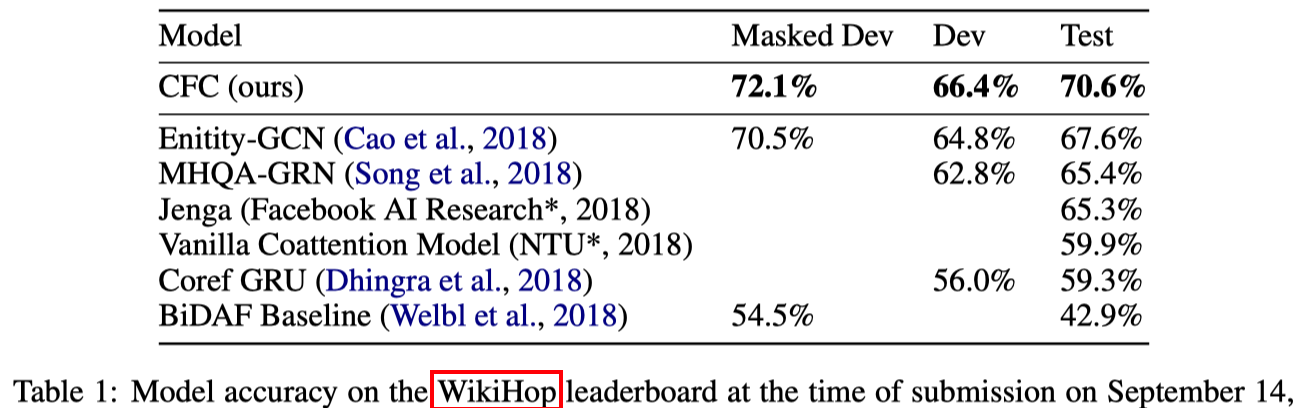 Model Masked Dev Dev Test
CFC (ours) 72.1% 66.4% 70.6%
Enitity-GCN (Cao et al., 2018) 70.5% 64.8% 67.6%
MHQA-GRN (Song et al., 2018) 62.8% 65.4%
Jenga (Facebook AI Research*, 2018) 65.3%
Vanilla Coattention Model (NTU*, 2018) 59.9%
Coref GRU (Dhingra et al., 2018) 56.0% 59.3%
BiDAF Baseline (Welbl et al., 2018) 54.5% 42.9%
Table 1: Model accuracy on the WikiHop leaderboard at the time of submission on September 14,